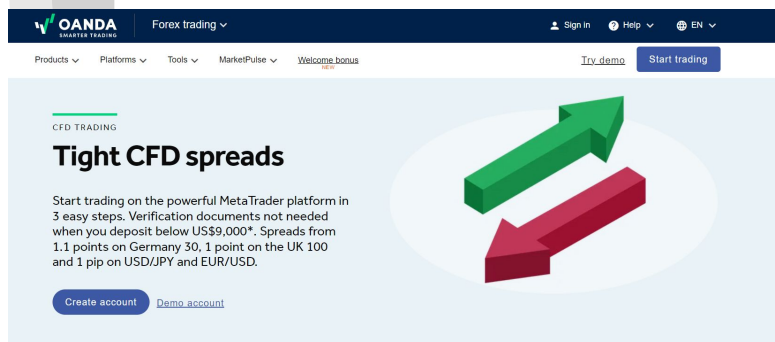 OANDA
SMARTER TRADING
Forex trading
Sign in
Help
EN
Products
Platforms
Tools
MarketPulse
Welcome bonus
NEW
Try demo
Start trading
CFD TRADING
Tight CFD spreads
Start trading on the powerful MetaTrader platform in
3 easy steps. Verification documents not needed
when you deposit below US$9,000*. Spreads from
1.1 points on Germany 30, 1 point on the UK 100
and 1 pip on USD/JPY and EUR/USD.
Create account
Demo account